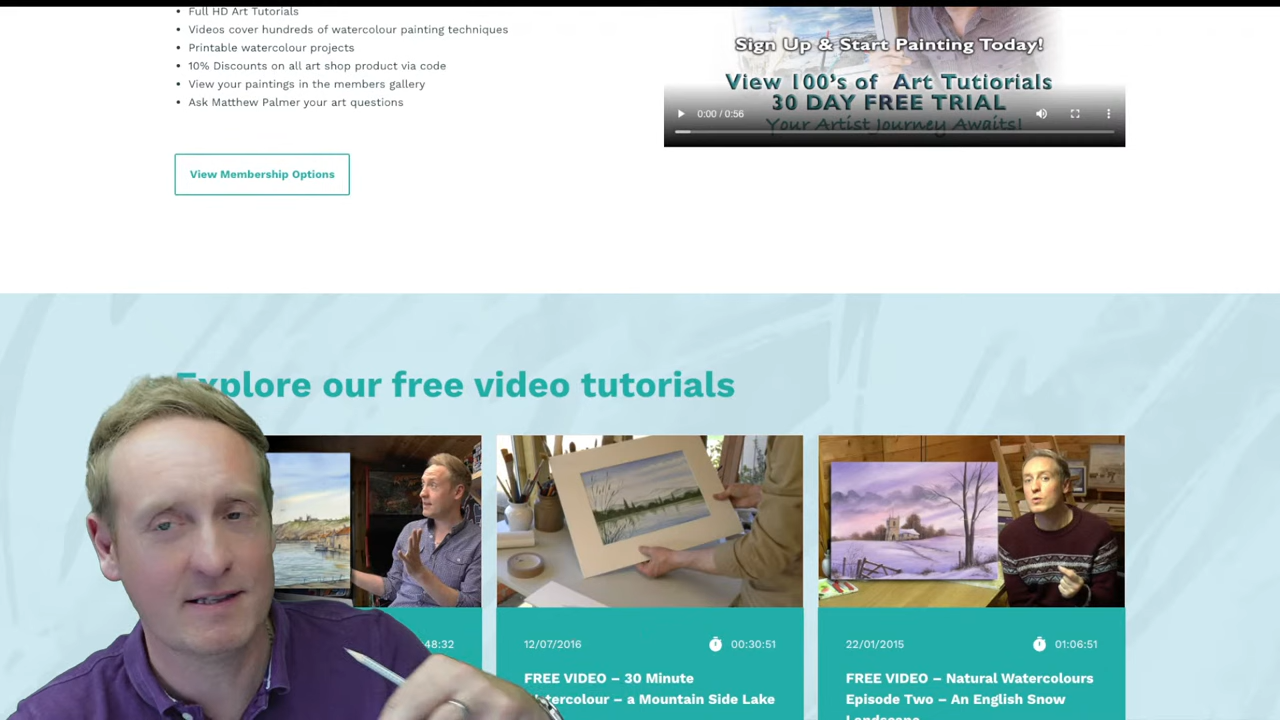 Full HD Art Tutorials
Videos cover hundreds of watercolour painting techniques
Printable watercolour projects
10% Discounts on all art shop product via code
View your paintings in the members gallery
Ask Matthew Palmer your art questions
View Membership Options
Sign Up & Start Painting Today!
View 100's of Art Tutiorials
30 DAY FREE TRIAL
Your Artist Journey Awaits!
0:00 / 0:56
Explore our free video tutorials
48:32
12/07/2016
00:30:51
FREE VIDEO – 30 Minute
Watercolour – a Mountain Side Lake
22/01/2015
01:06:51
FREE VIDEO – Natural Watercolours
Episode Two – An English Snow
Landscape